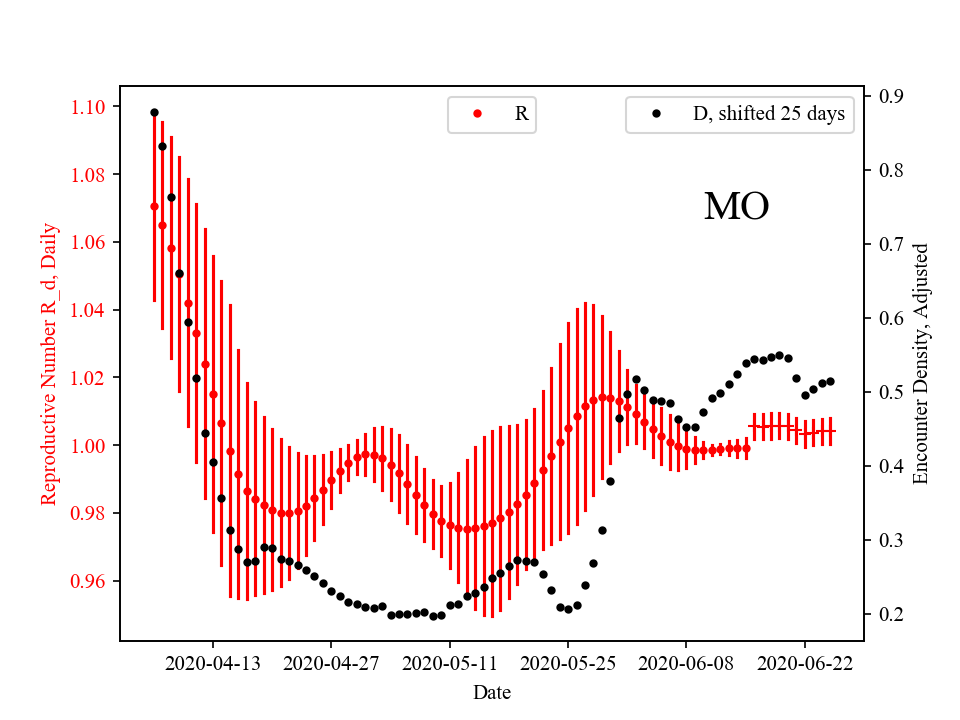 R
D, shifted 25 days
MO
Reproductive Number R_d, Daily
1.10
1.08
1.06
1.04
1.02
1.00
0.98
0.96
0.9
0.8
0.7
0.6
0.5
0.4
0.3
0.2
Encounter Density, Adjusted
2020-04-13 2020-04-27 2020-05-11 2020-05-25 2020-06-08 2020-06-22
Date